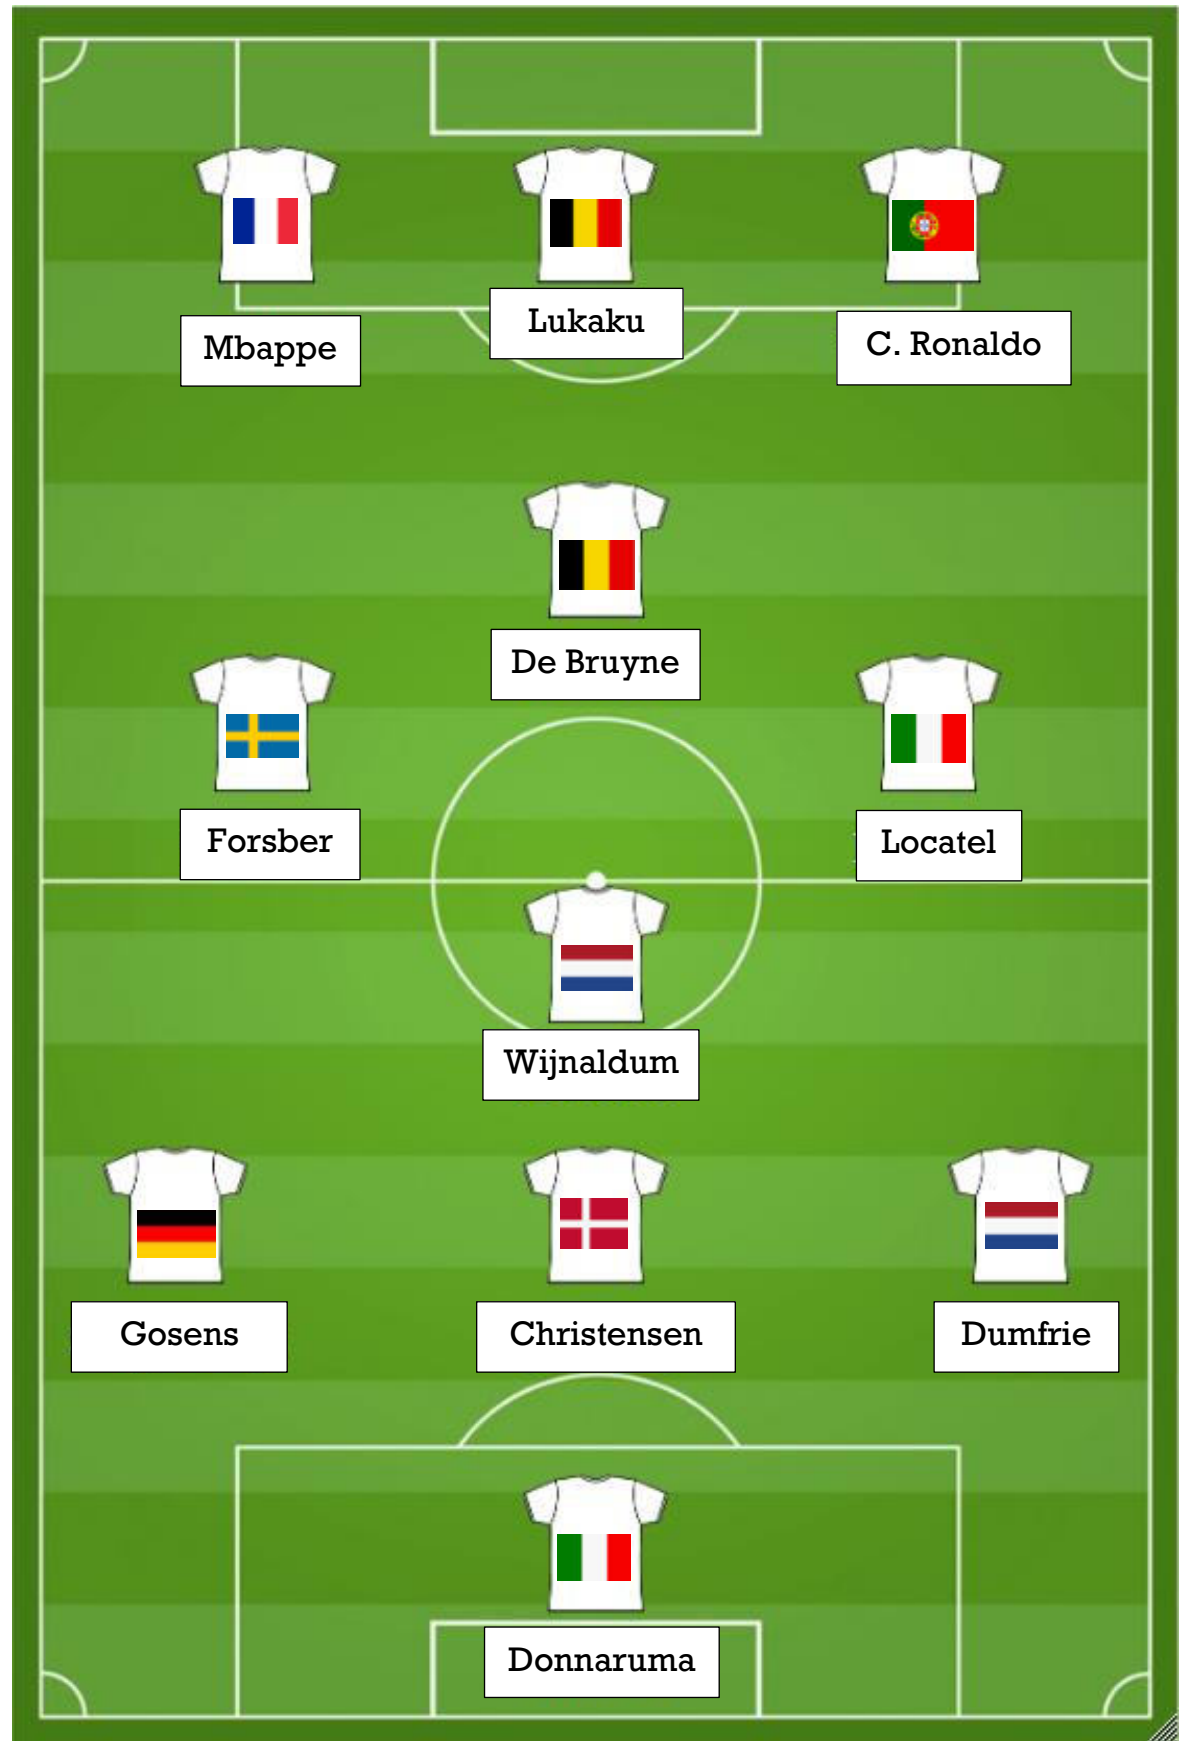 Mbappe
Lukaku
C. Ronaldo
De Bruyne
Forsber
Locatel
Wijnaldum
Gosens
Christensen
Dumfrie
Donnaruma